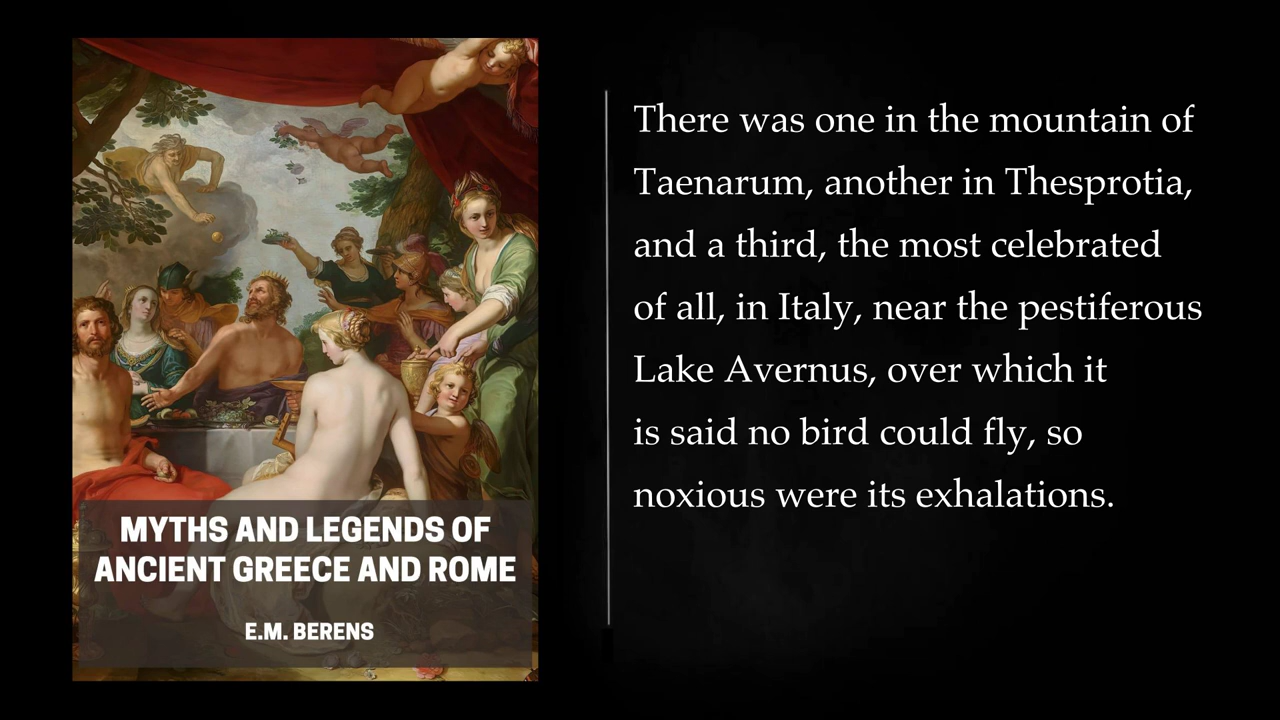 MYTHS AND LEGENDS OF
ANCIENT GREECE AND ROME
E.M. BERENS
There was one in the mountain of
Taenarum, another in Thesprotia,
and a third, the most celebrated
of all, in Italy, near the pestiferous
Lake Avernus, over which it
is said no bird could fly, so
noxious were its exhalations.